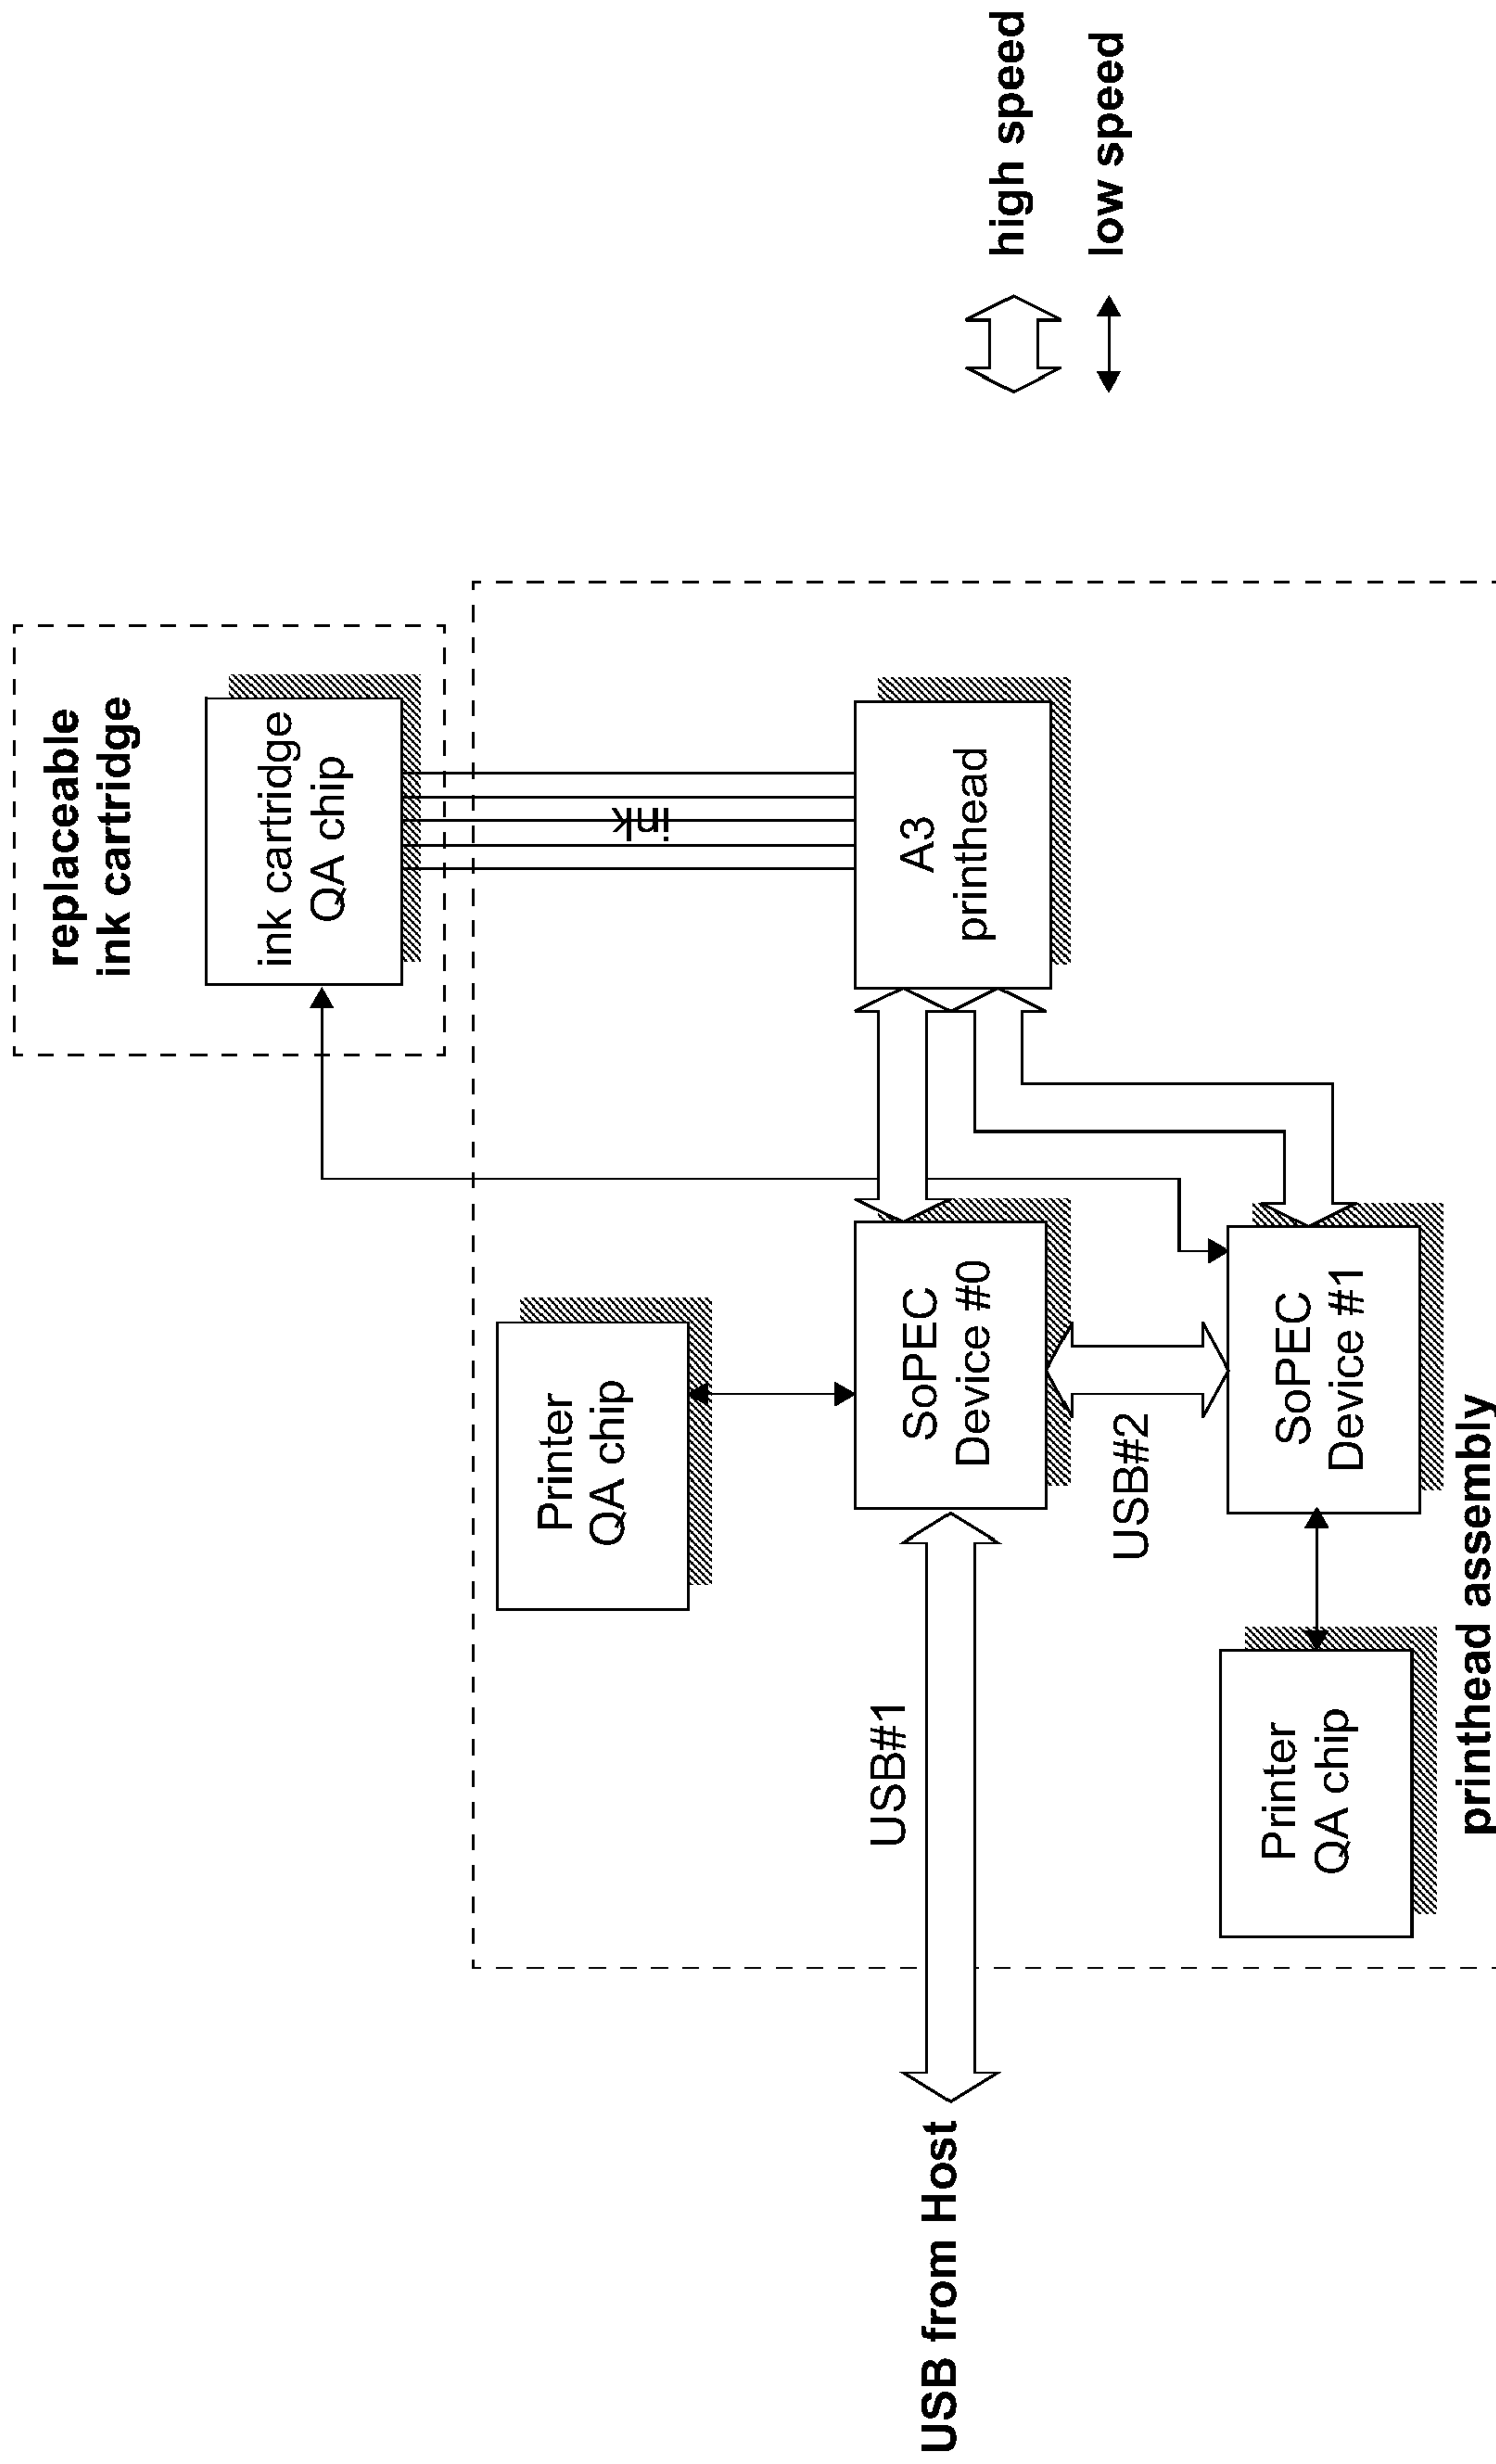 replaceable
ink cartridge
ink cartridge
QA chip
ink
Printer
QA chip
A3
printhead
high speed
low speed
USB from Host
USB#1
SoPEC
Device #0
USB#2
Printer
QA chip
SoPEC
Device #1
printhead assembly